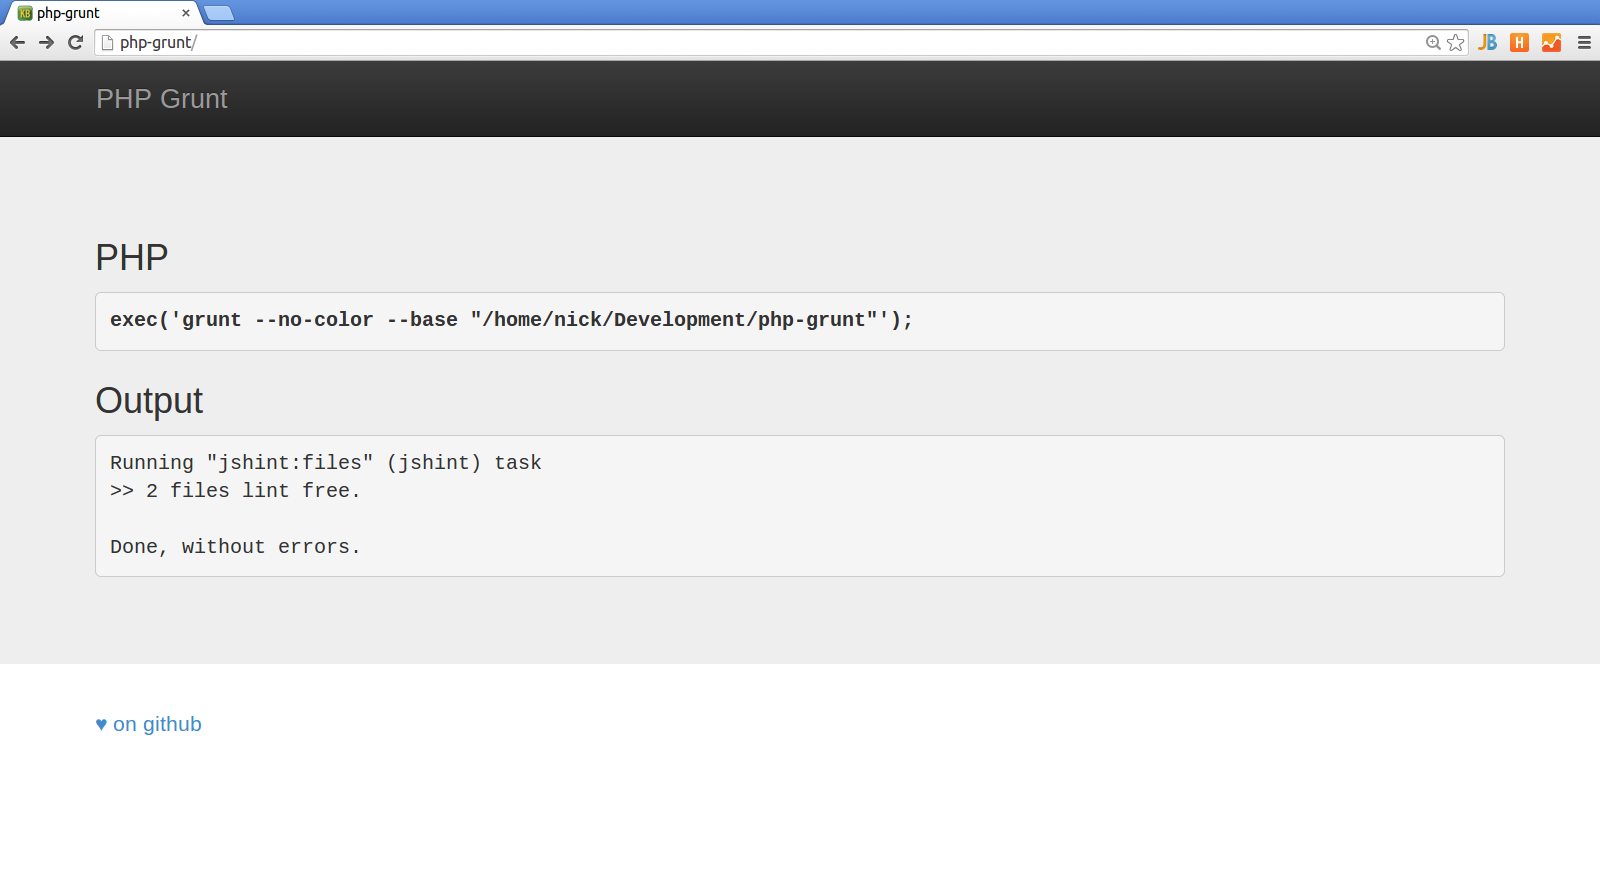 KB php-grunt ×
php-grunt/
JB H
PHP Grunt
PHP
exec('grunt --no-color --base "/home/nick/Development/php-grunt"');
Output
Running "jshint:files" (jshint) task
>> 2 files lint free.
Done, without errors.
♥ on github